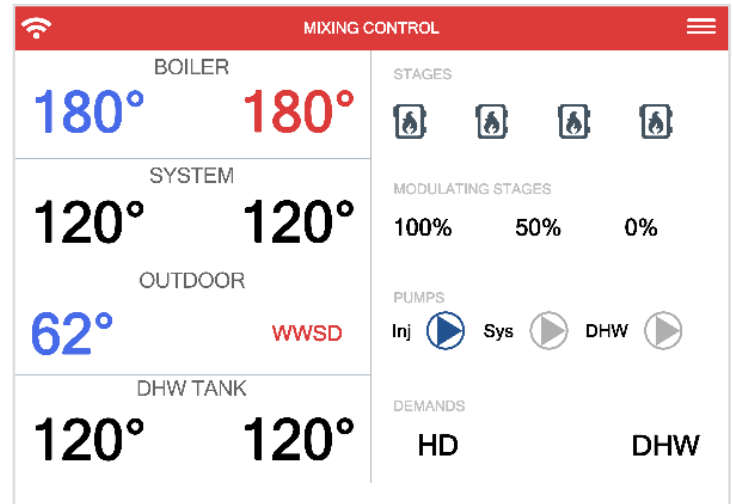 MIXING CONTROL
BOILER
180° 180°
SYSTEM
120° 120°
OUTDOOR
62° WWSD
DHW TANK
120° 120°
STAGES
MODULATING STAGES
100% 50% 0%
PUMPS
Inj Sys DHW
DEMANDS
HD DHW